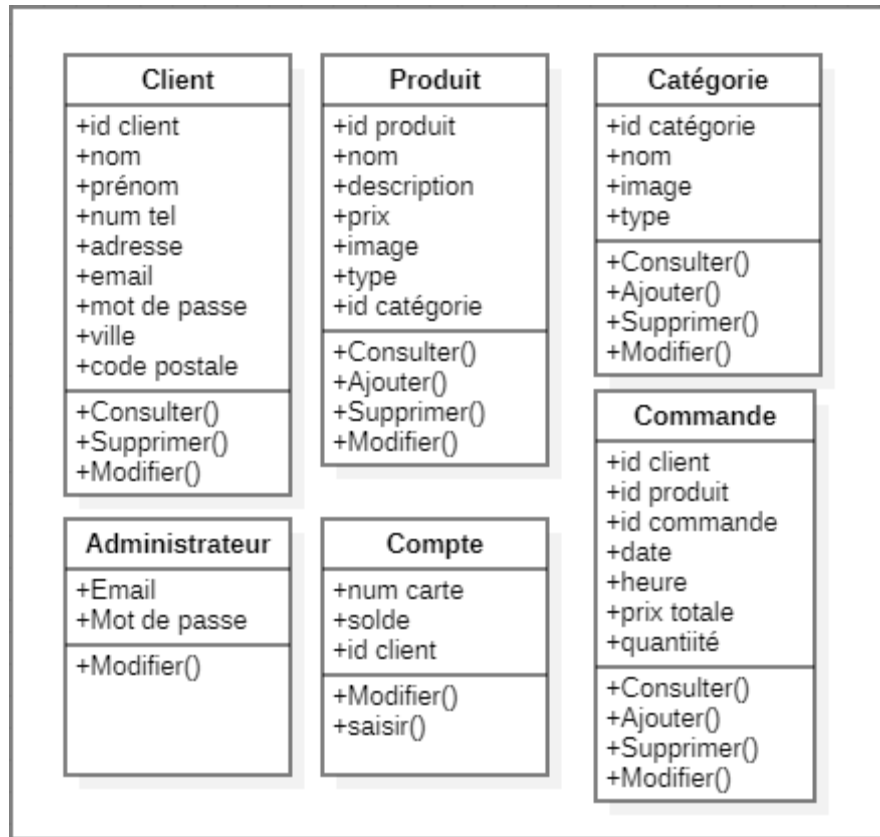 Client
+id client
+nom
+prénom
+num tel
+adresse
+email
+mot de passe
+ville
+code postale
+Consulter()
+Supprimer()
+Modifier()
Produit
+id produit
+nom
+description
+prix
+image
+type
+id catégorie
+Consulter()
+Ajouter()
+Supprimer()
+Modifier()
Catégorie
+id catégorie
+nom
+image
+type
+Consulter()
+Ajouter()
+Supprimer()
+Modifier()
Administrateur
+Email
+Mot de passe
+Modifier()
Compte
+num carte
+solde
+id client
+Modifier()
+saisir()
Commande
+id client
+id produit
+id commande
+date
+heure
+prix totale
+quantiité
+Consulter()
+Ajouter()
+Supprimer()
+Modifier()